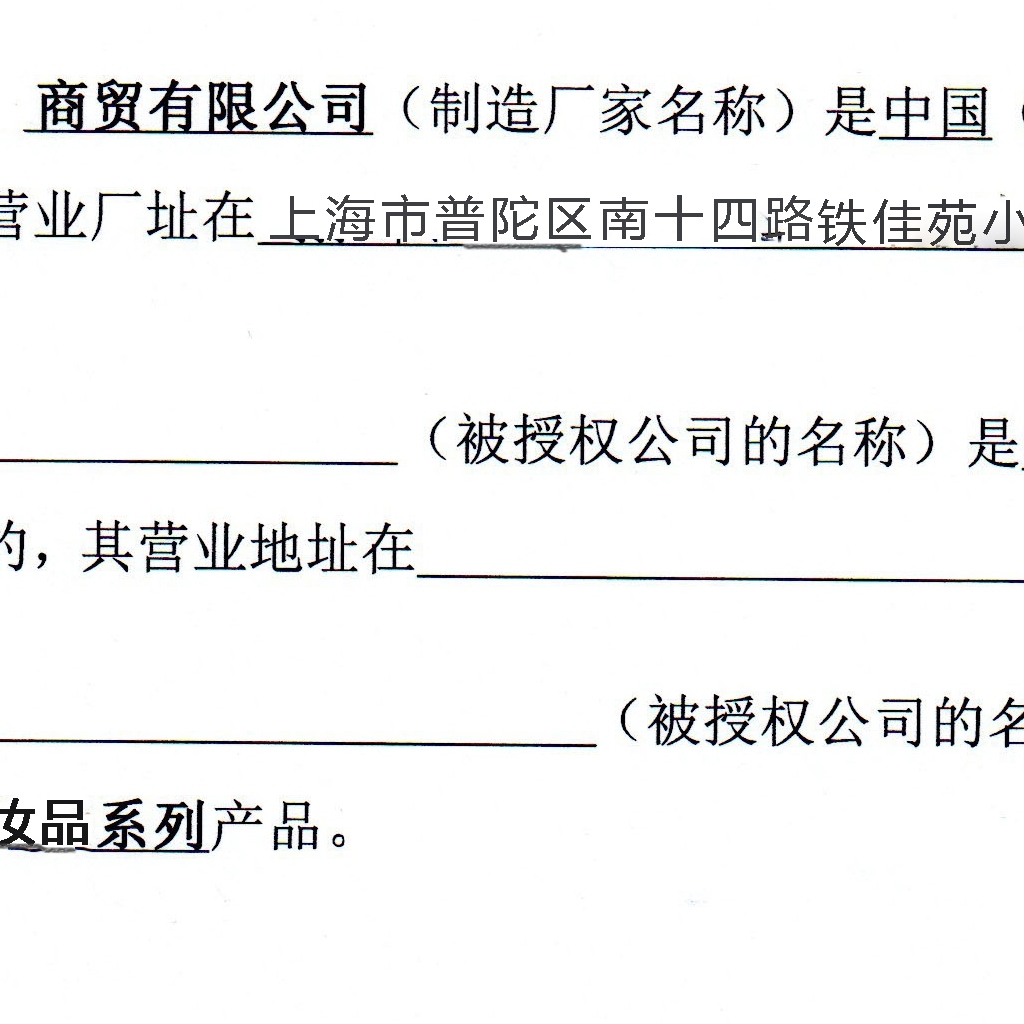 商贸有限公司（制造厂家名称）是中国（
营业厂址在 上海市普陀区南十四路铁佳苑小
（被授权公司的名称）是
的，其营业地址在
（被授权公司的名
妆品系列产品。